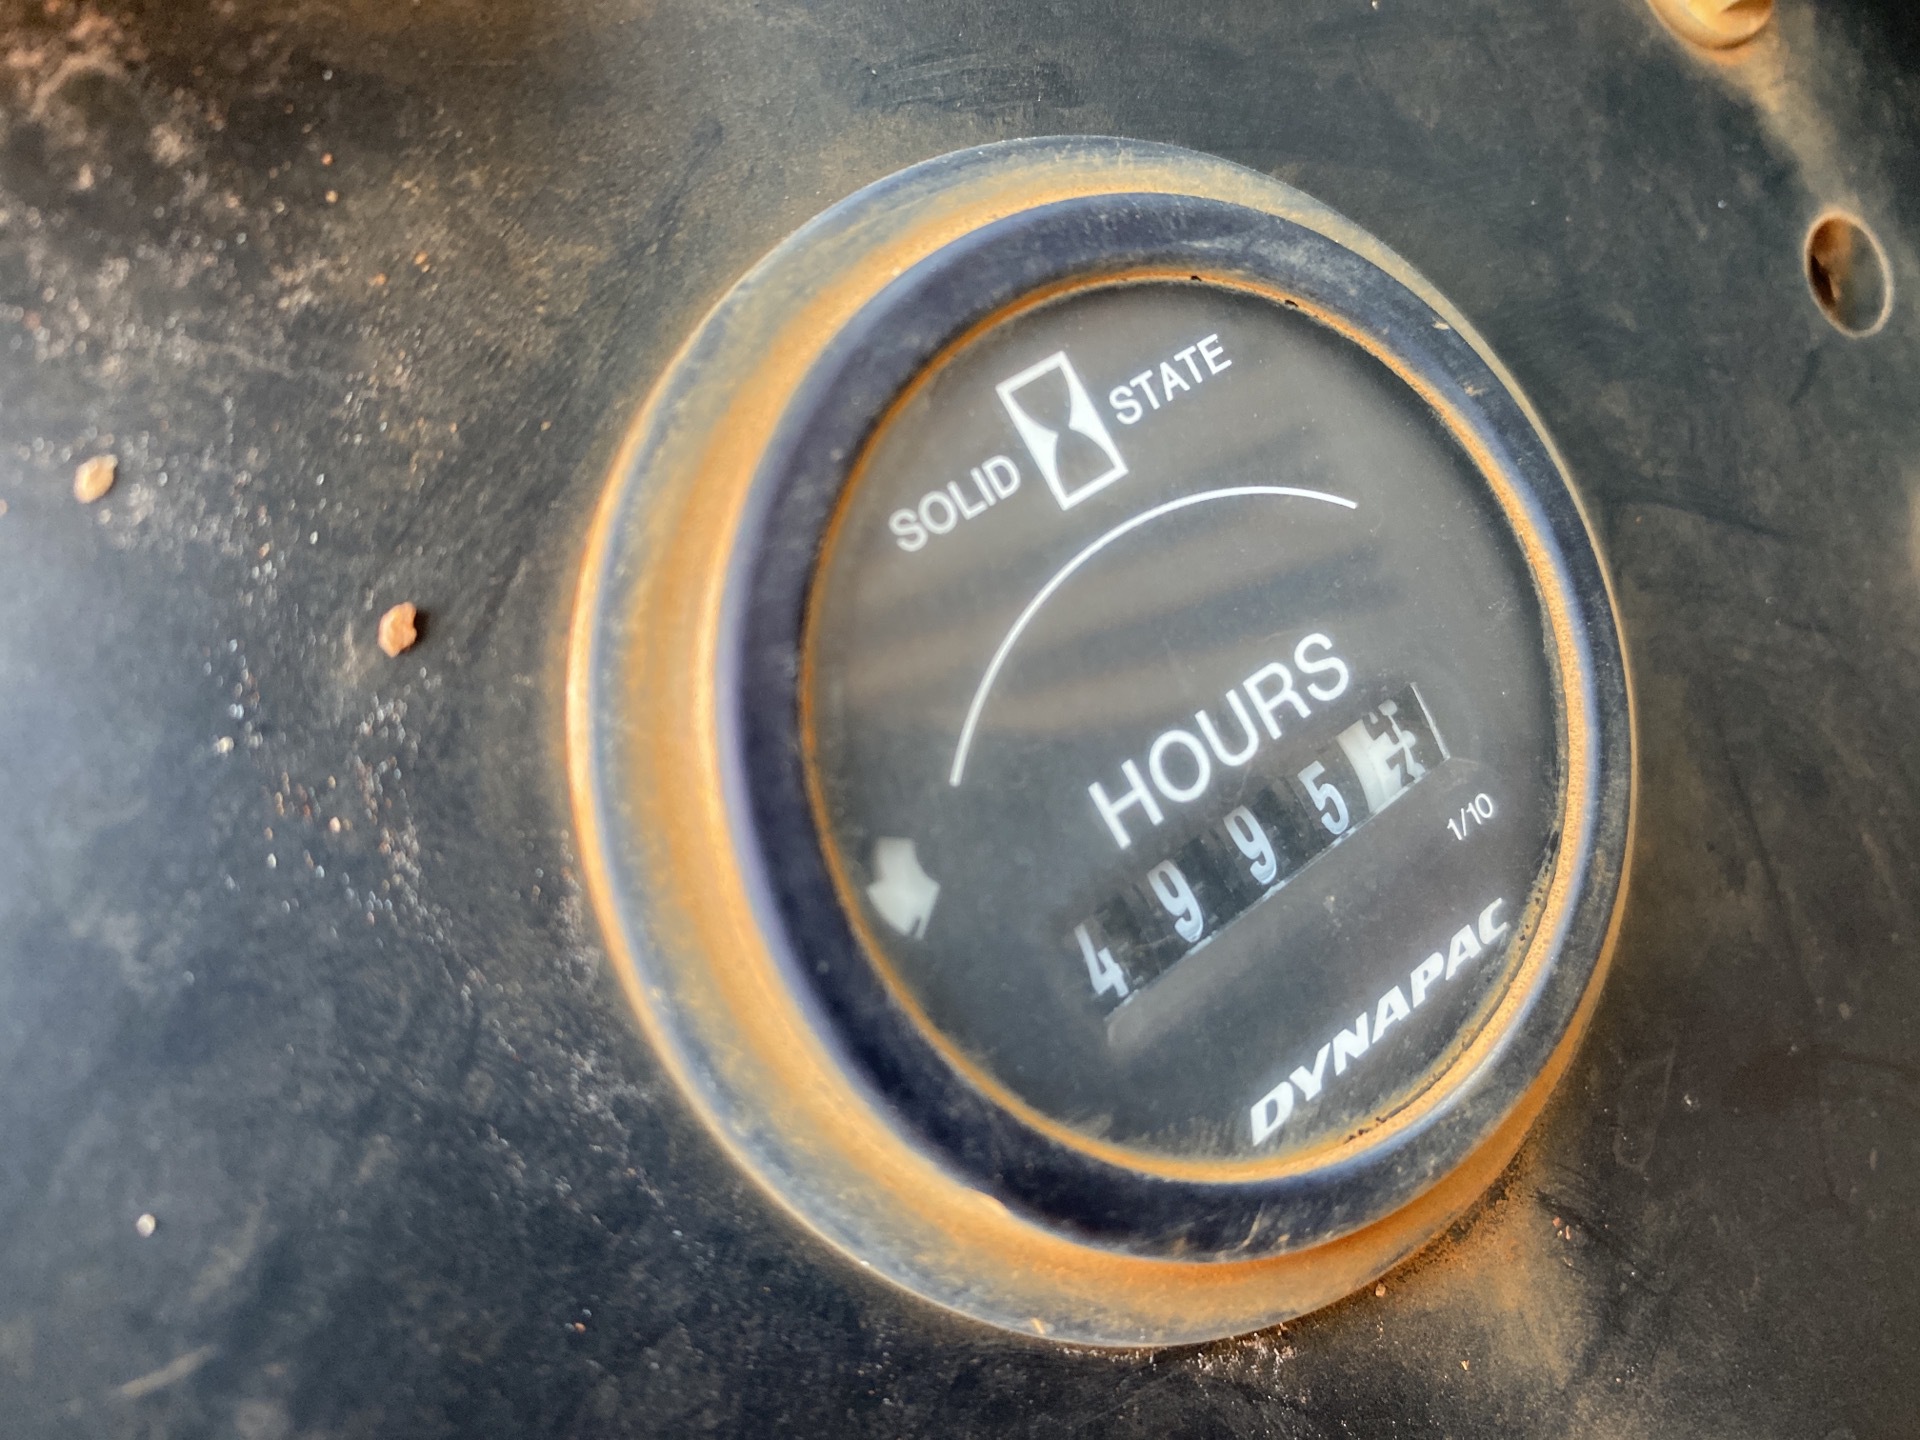 SOLID STATE
HOURS
4995
1/10
DYNAPAC